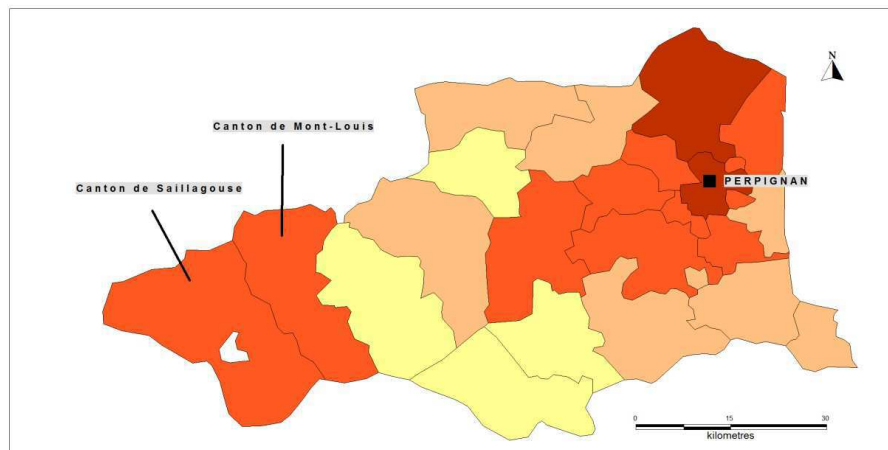 N
Canton de Mont-Louis
PERPIGNAN
Canton de Saillagouse
0 15 30
kilometres